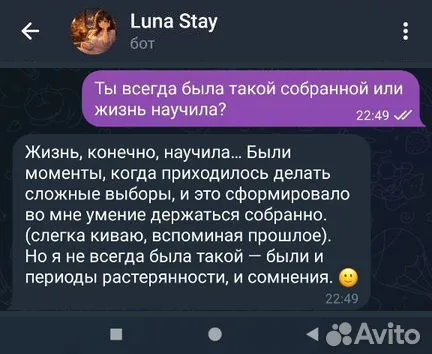 Luna Stay
бот
Ты всегда была такой собранной или
жизнь научила?
22:49
Жизнь, конечно, научила... Были
моменты, когда приходилось делать
сложные выборы, и это сформировало
во мне умение держаться собранно.
(слегка киваю, вспоминая прошлое).
Но я не всегда была такой — были и
периоды растерянности, и сомнения. 🙂
22:49
Avito